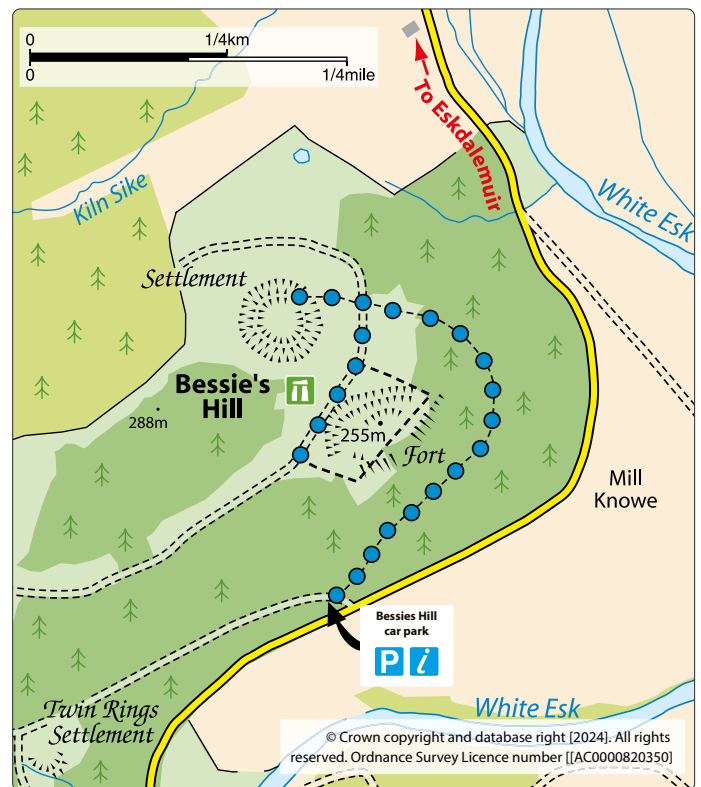 0 1/4km
0 1/4mile
To Eskdalemuir
Kiln Sike
White Esk
Settlement
Bessie's
Hill
288m
255m
Fort
Mill
Knowe
Bessies Hill
car park
P i
Twin Rings
Settlement
White Esk
© Crown copyright and database right [2024]. All rights
reserved. Ordnance Survey Licence number [[AC0000820350]